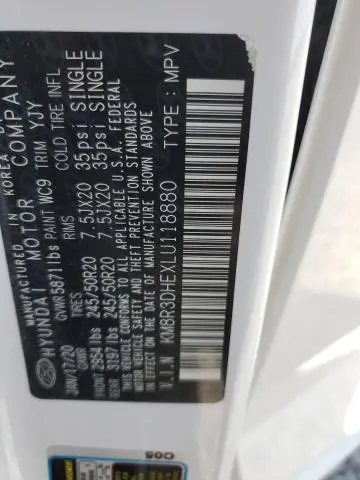 MANUFACTURED IN KOREA BY
HYUNDAI MOTOR COMPANY
JAN/17/20 GVWR5871lbs PAINT WC9 TRIM YJY
GAWR TIRES RIMS COLD TIRE INFL
FRONT 2954lbs 245/50R20 7.5JX20 35psi SINGLE
REAR 3197lbs 245/50R20 7.5JX20 35psi SINGLE
THIS VEHICLE CONFORMS TO ALL APPLICABLE U.S.A. FEDERAL
MOTOR VEHICLE SAFETY AND THEFT PREVENTION STANDARDS
IN EFFECT ON THE DATE OF MANUFACTURE SHOWN ABOVE
V.I.N KM8R3DHEXLU118880 TYPE : MPV
C05